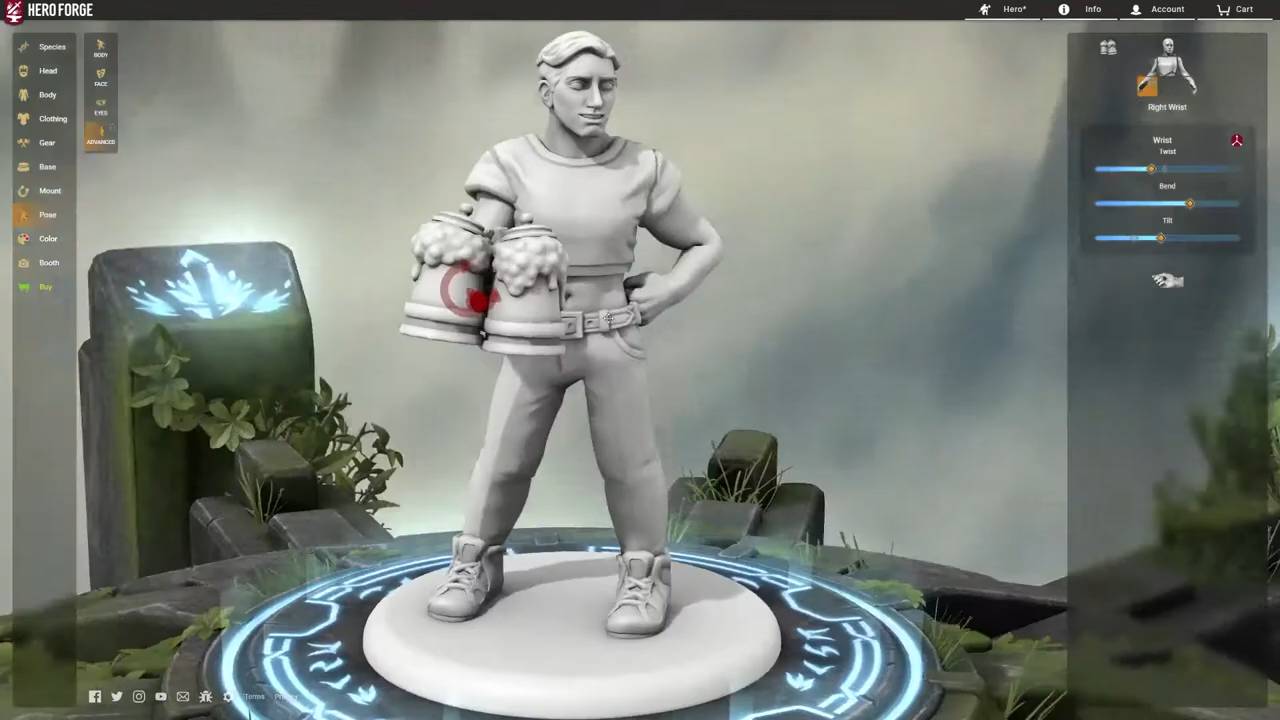 HERO FORGE
Hero*
Info
Account
Cart
Species
Head
Body
Clothing
Gear
Base
Mount
Pose
Color
Booth
Buy
BODY
FACE
EYES
ADVANCED
Right Wrist
Wrist
Twist
Bend
Tilt
Terms
Privacy